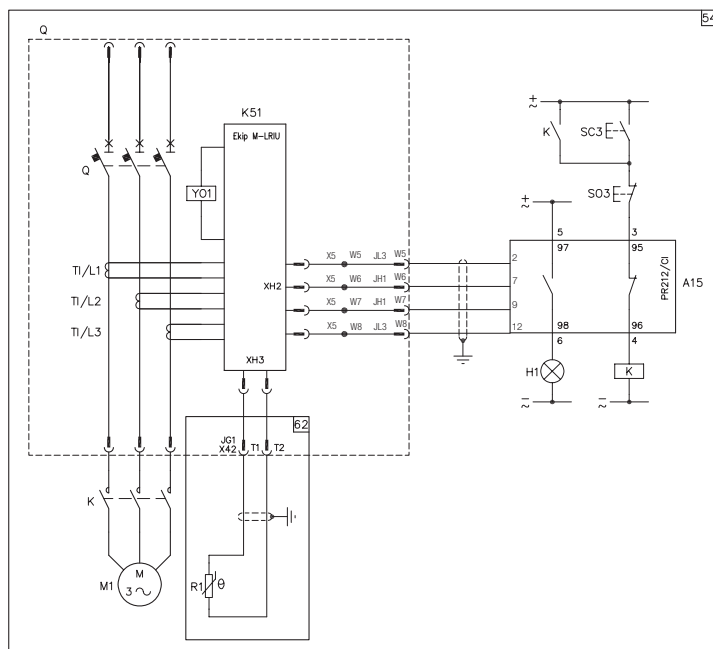 54
Q
K51
Ekip M-LRIU
YO1
Q
TI/L1
TI/L2
TI/L3
XH2
XH3
X5 W5 JL3 W5
X5 W6 JH1 W6
X5 W7 JH1 W7
X5 W8 JL3 W8
K
SC3
SO3
5 3
97 95
2
7
9
12
PR212/CI
A15
98 96
6 4
H1
K
62
JG1
X42
T1 T2
K
M1
M
3
R1
θ